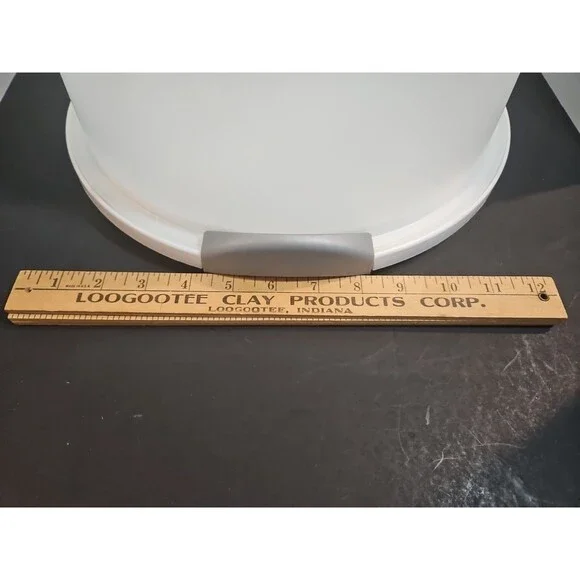 1 2 3 4 5 6 7 8 9 10 11 12
LOOGOOTEE CLAY PRODUCTS CORP.
LOOGOOTEE, INDIANA